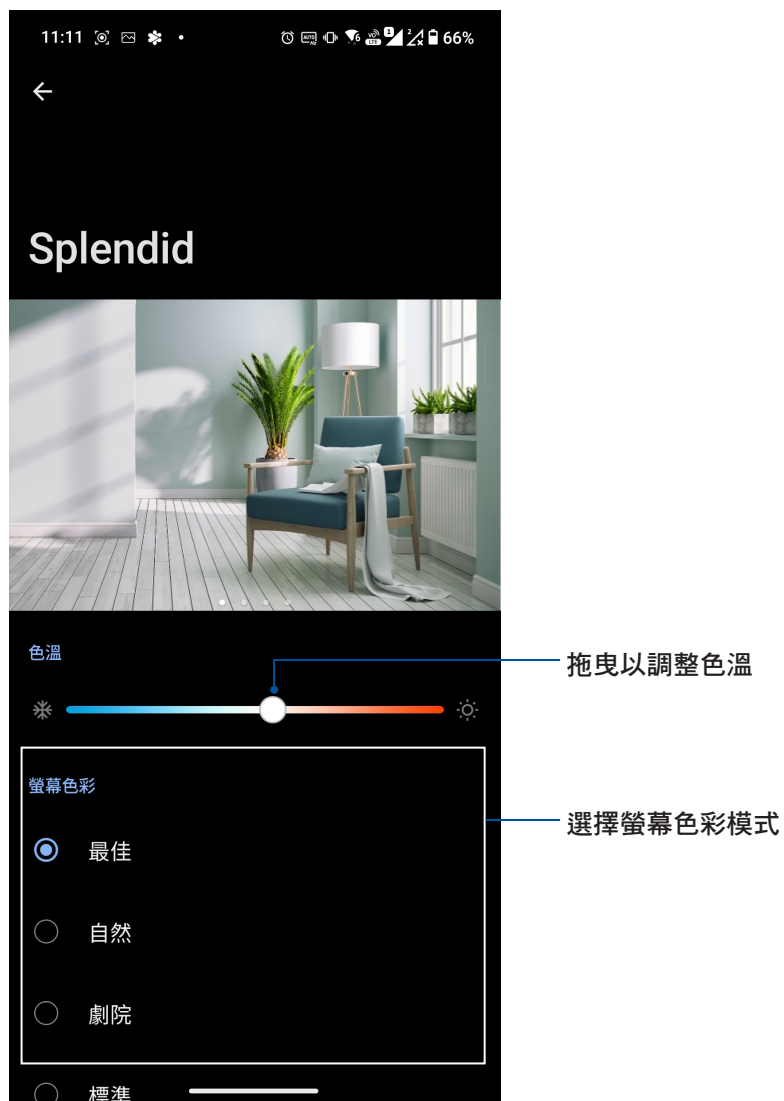 11:11 66%
Splendid
色溫
拖曳以調整色溫
螢幕色彩
選擇螢幕色彩模式
最佳
自然
劇院
標準